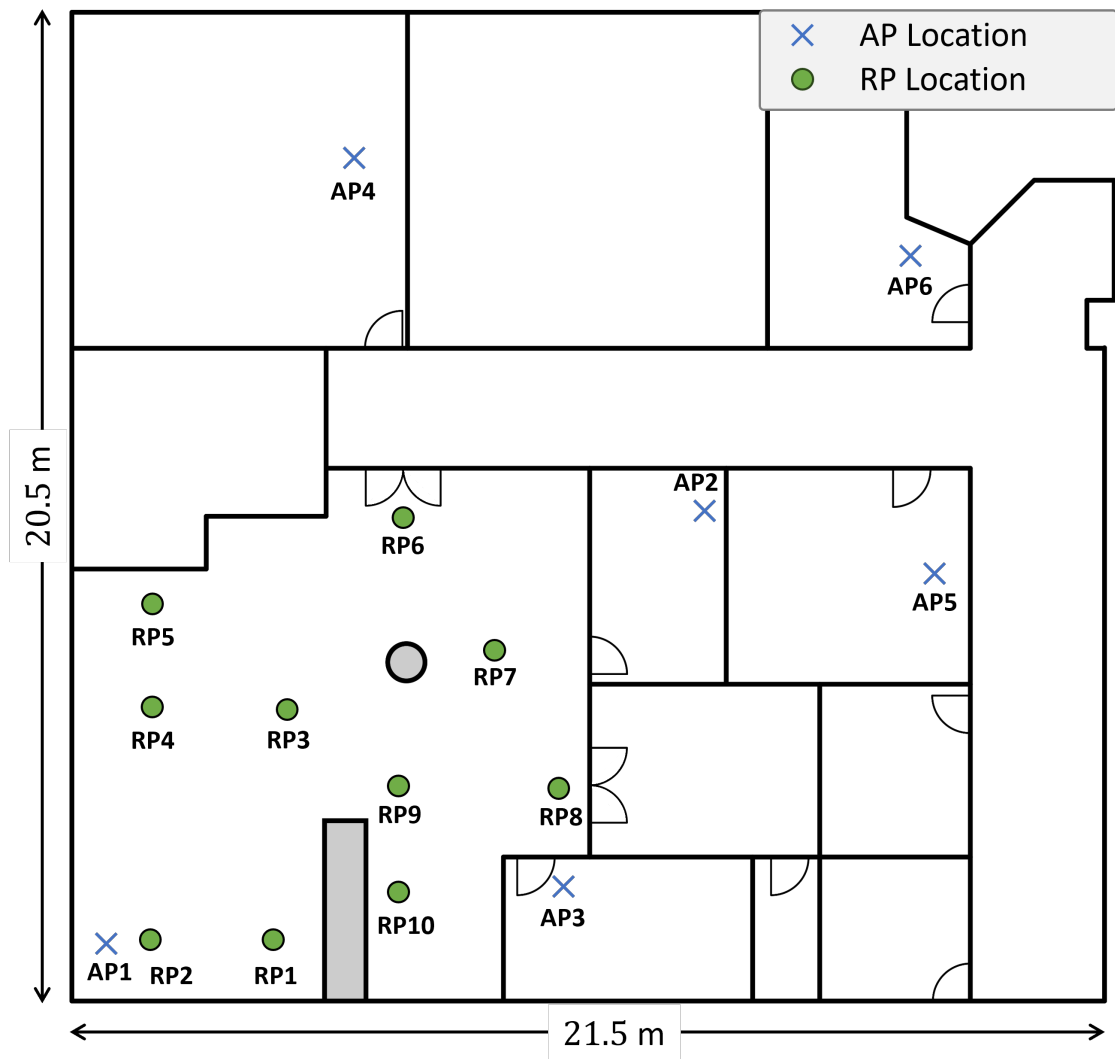 AP Location
RP Location
AP4
AP6
20.5 m
AP2
RP6
AP5
RP5
RP7
RP4
RP3
RP9
RP8
AP3
RP10
AP1
RP2
RP1
21.5 m